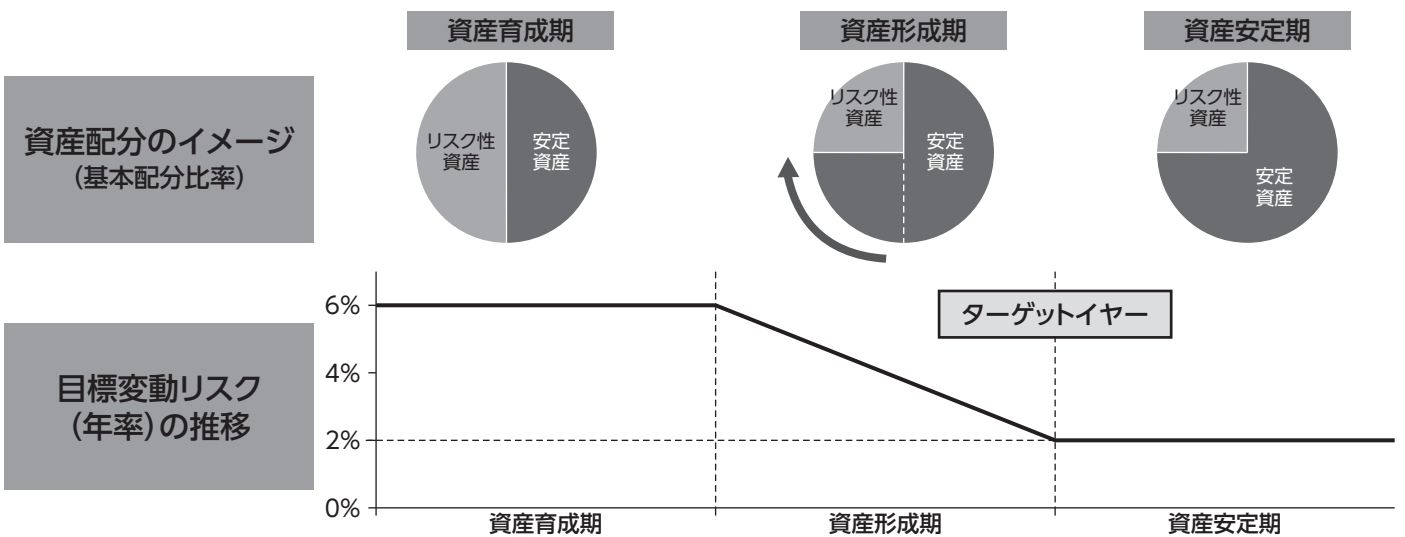 資産育成期
資産形成期
資産安定期
資産配分のイメージ
（基本配分比率）
リスク性
資産
安定
資産
リスク性
資産
安定
資産
リスク性
資産
安定
資産
目標変動リスク
（年率）の推移
6%
4%
2%
0%
ターゲットイヤー
資産育成期
資産形成期
資産安定期